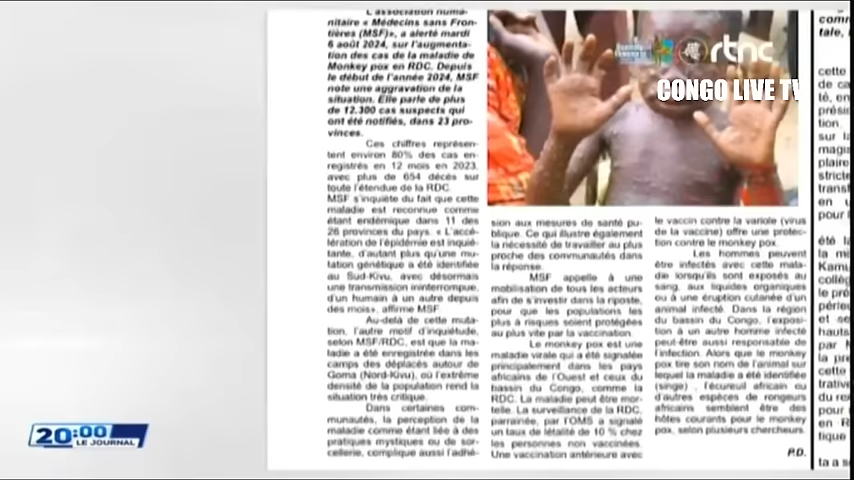 L'association huma-
nitaire « Médecins sans Fron-
tières (MSF)», a alerté mardi
6 août 2024, sur l'augmenta-
tion des cas de la maladie de
Monkey pox en RDC. Depuis
le début de l'année 2024, MSF
note une aggravation de la
situation. Elle parle de plus
de 12.300 cas suspects qui
ont été notifiés, dans 23 pro-
vinces.
Ces chiffres représen-
tent environ 80% des cas en-
registrés en 12 mois en 2023,
avec plus de 654 décès sur
toute l'étendue de la RDC.
MSF s'inquiète du fait que cette
maladie est reconnue comme
étant endémique dans 11 des
26 provinces du pays. « L'accé-
lération de l'épidémie est inquié-
tante, d'autant plus qu'une mu-
tation génétique a été identifiée
au Sud-Kivu, avec désormais
une transmission ininterrompue,
d'un humain à un autre depuis
des mois», affirme MSF.
Au-delà de cette muta-
tion, l'autre motif d'inquiétude,
selon MSF/RDC, est que la ma-
ladie a été enregistrée dans les
camps des déplacés autour de
Goma (Nord-Kivu), où l'extrême
densité de la population rend la
situation très critique.
Dans certaines com-
munautés, la perception de la
maladie comme étant liée à des
pratiques mystiques ou de sor-
cellerie, complique aussi l'adhé-
sion aux mesures de santé pu-
blique. Ce qui illustre également
la nécessité de travailler au plus
proche des communautés dans
la réponse.
MSF appelle à une
mobilisation de tous les acteurs
afin de s'investir dans la riposte,
pour que les populations les
plus à risques soient protégées
au plus vite par la vaccination.
Le monkey pox est une
maladie virale qui a été signalée
principalement dans les pays
africains de l'Ouest et ceux du
bassin du Congo, comme la
RDC. La maladie peut être mor-
telle. La surveillance de la RDC,
parrainée, par l'OMS a signalé
un taux de létalité de 10 % chez
les personnes non vaccinées.
Une vaccination antérieure avec
le vaccin contre la variole (virus
de la vaccine) offre une protec-
tion contre le monkey pox.
Les hommes peuvent
être infectés avec cette mala-
die lorsqu'ils sont exposés au
sang, aux liquides organiques
ou à une éruption cutanée d'un
animal infecté. Dans la région
du bassin du Congo, l'exposi-
tion à un autre homme infecté
peut-être aussi responsable de
l'infection. Alors que le monkey
pox tire son nom de l'animal sur
lequel la maladie a été identifiée
(singe) , l'écureuil africain ou
d'autres espèces de rongeurs
africains semblent être des
hôtes courants pour le monkey
pox, selon plusieurs chercheurs.
P.D.
rtnc
CONGO LIVE TV
20:00
LE JOURNAL